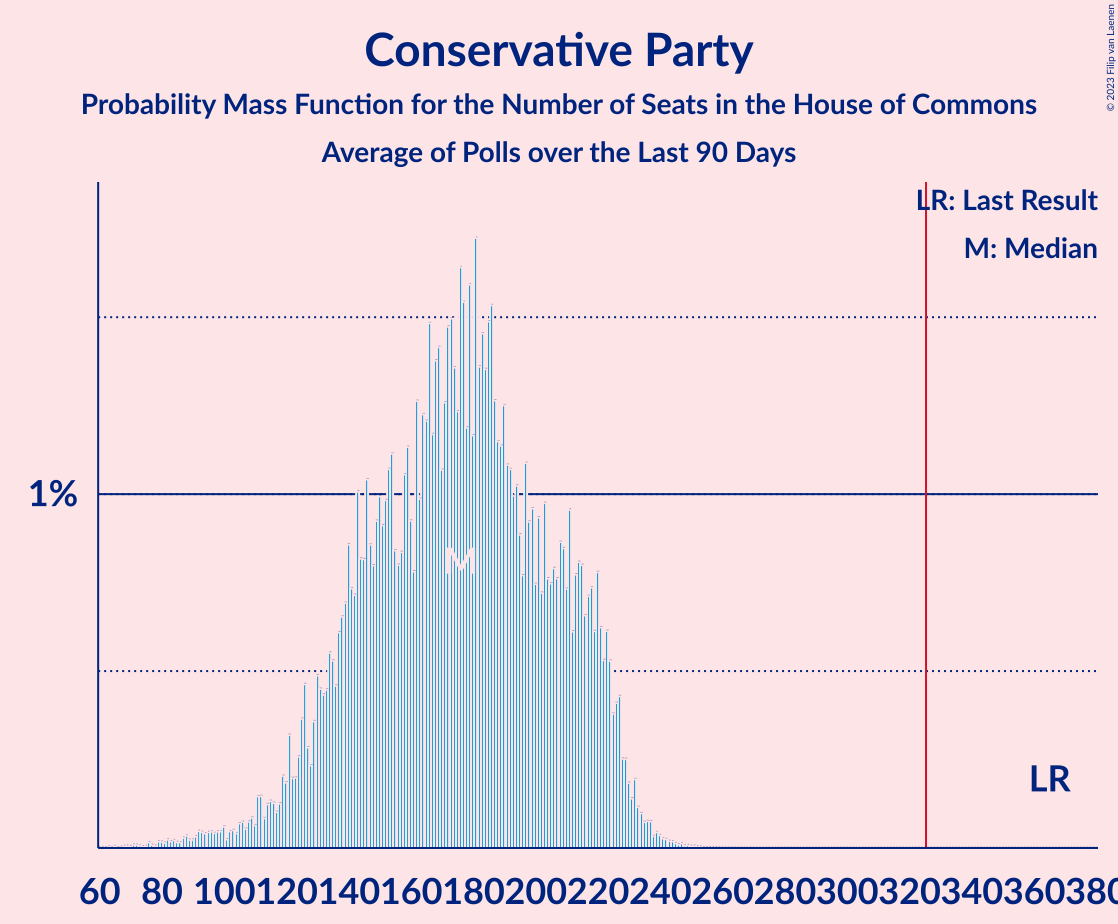 Conservative Party
Probability Mass Function for the Number of Seats in the House of Commons
Average of Polls over the Last 90 Days
© 2023 Filip van Laenen
LR: Last Result
M: Median
1%
M
LR
60 80 100 120 140 160 180 200 220 240 260 280 300 320 340 360 380